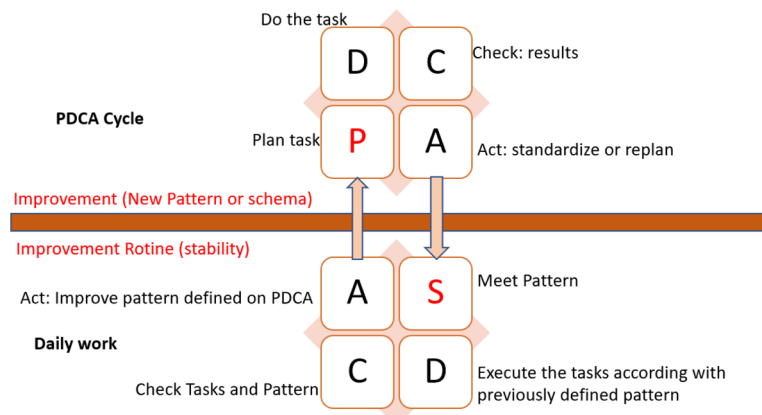 Do the task
D
C
Check: results
PDCA Cycle
Plan task
P
A
Act: standardize or replan
Improvement (New Pattern or schema)
Improvement Rotine (stability)
Act: Improve pattern defined on PDCA
A
S
Meet Pattern
Daily work
Check Tasks and Pattern
C
D
Execute the tasks according with
previously defined pattern